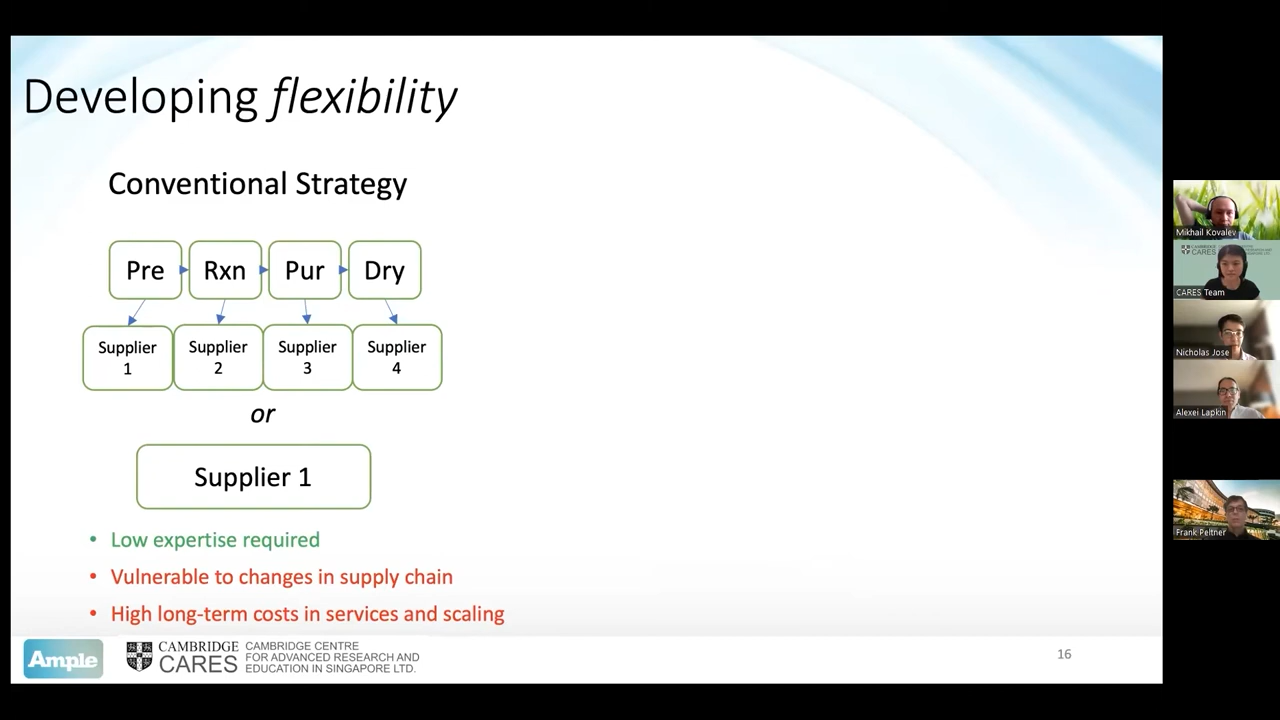 Developing flexibility
Conventional Strategy
Pre
Rxn
Pur
Dry
Supplier
1
Supplier
2
Supplier
3
Supplier
4
or
Supplier 1
• Low expertise required
• Vulnerable to changes in supply chain
• High long-term costs in services and scaling
Ample
CAMBRIDGE
CARES
CAMBRIDGE CENTRE
FOR ADVANCED RESEARCH AND
EDUCATION IN SINGAPORE LTD.
16
Mikhail Kovalev
CARES
CARES Team
Nicholas Jose
Alexei Lapkin
Frank Peltner